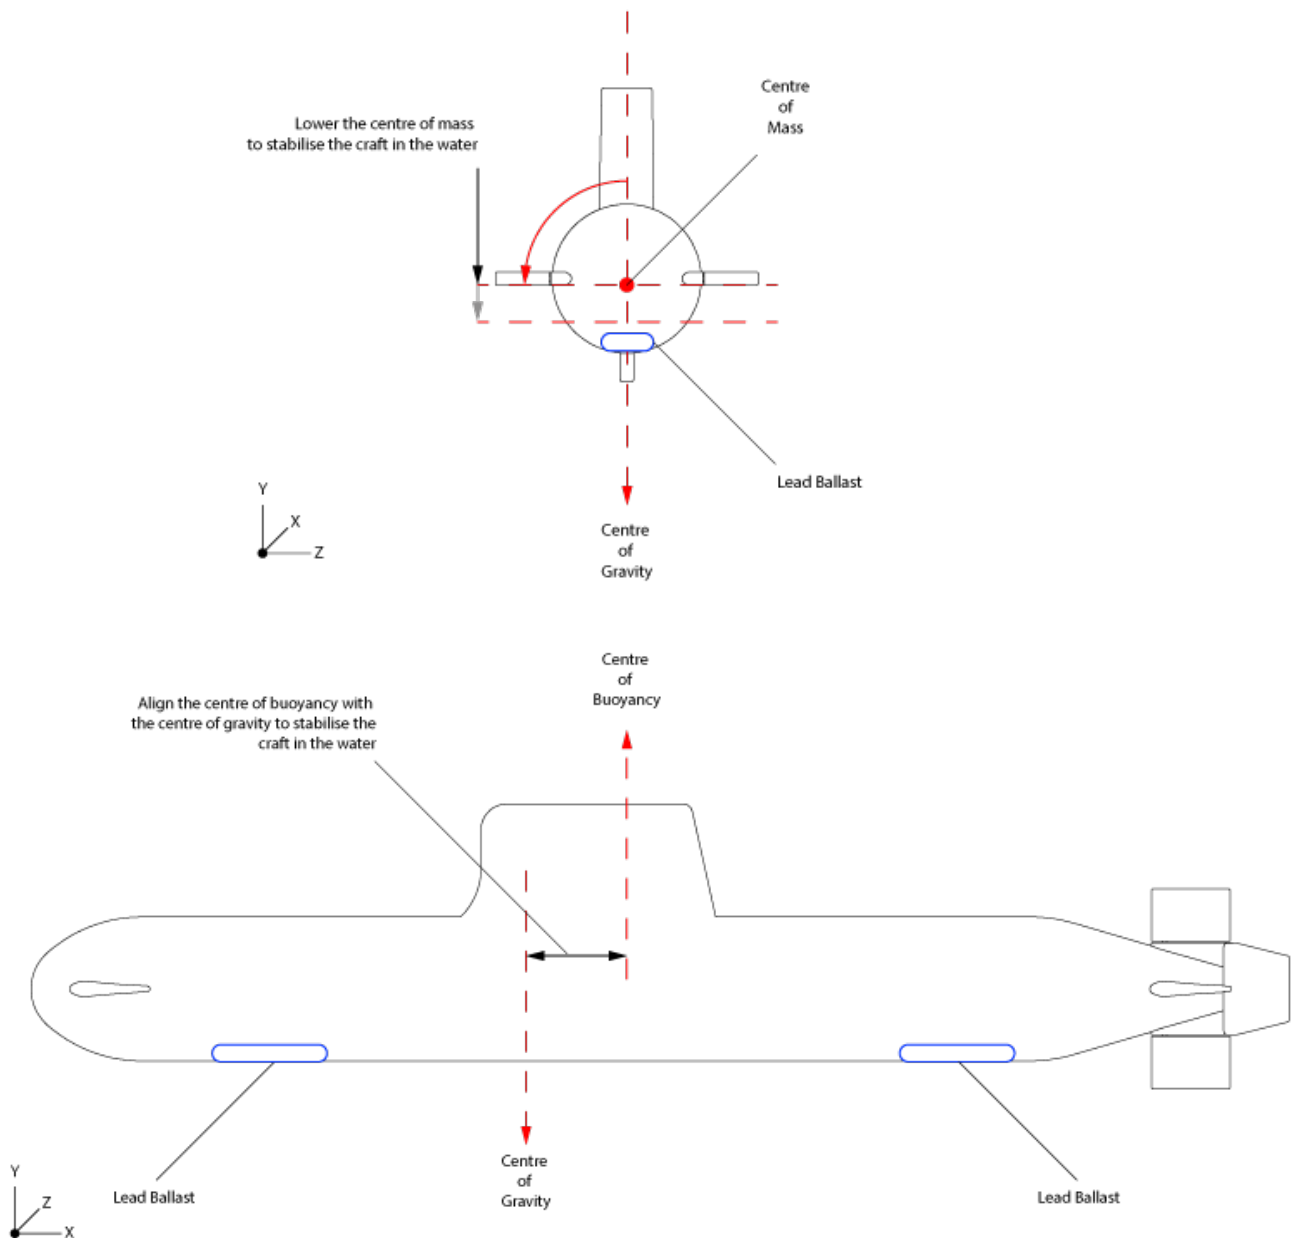 Centre
of
Mass
Lower the centre of mass
to stabilise the craft in the water
Lead Ballast
Y
X
Z
Centre
of
Gravity
Centre
of
Buoyancy
Align the centre of buoyancy with
the centre of gravity to stabilise the
craft in the water
Centre
of
Gravity
Lead Ballast
Lead Ballast
Y
Z
X